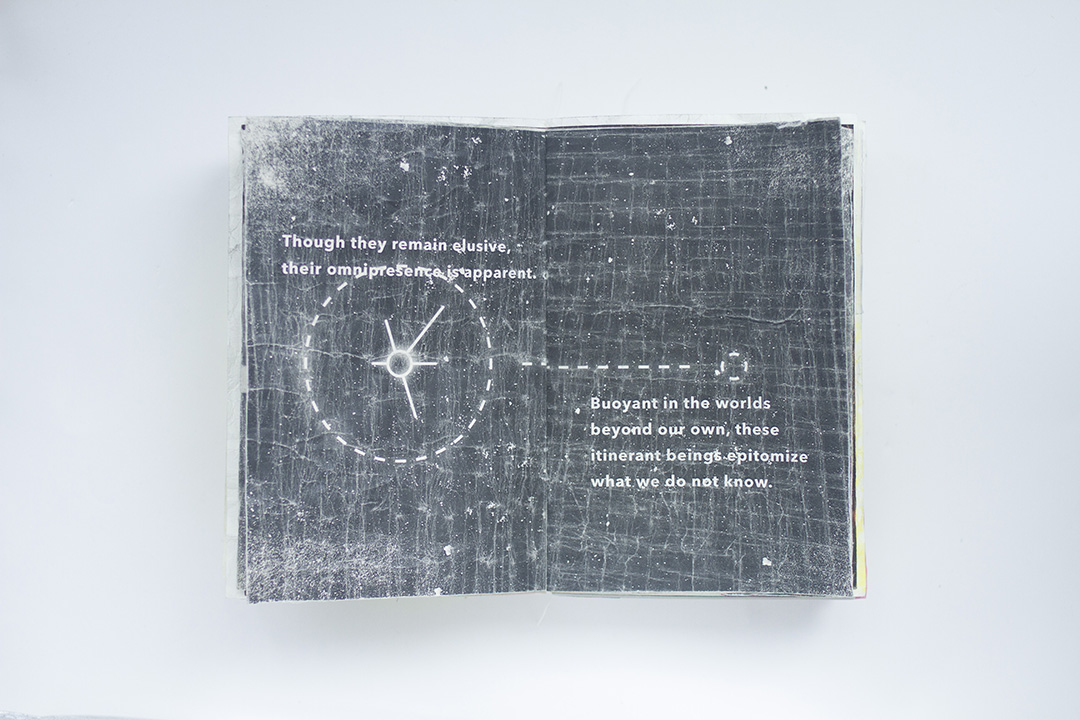 Though they remain elusive,
their omnipresence is apparent.
Buoyant in the worlds
beyond our own, these
itinerant beings epitomize
what we do not know.